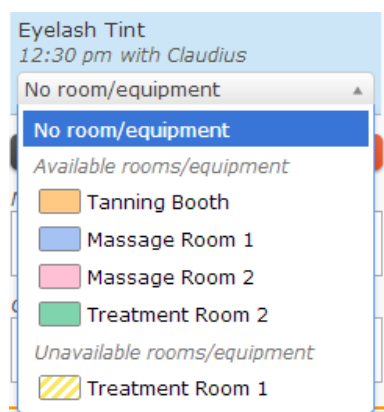 Eyelash Tint
12:30 pm with Claudius
No room/equipment
No room/equipment
Available rooms/equipment
Tanning Booth
Massage Room 1
Massage Room 2
Treatment Room 2
Unavailable rooms/equipment
Treatment Room 1